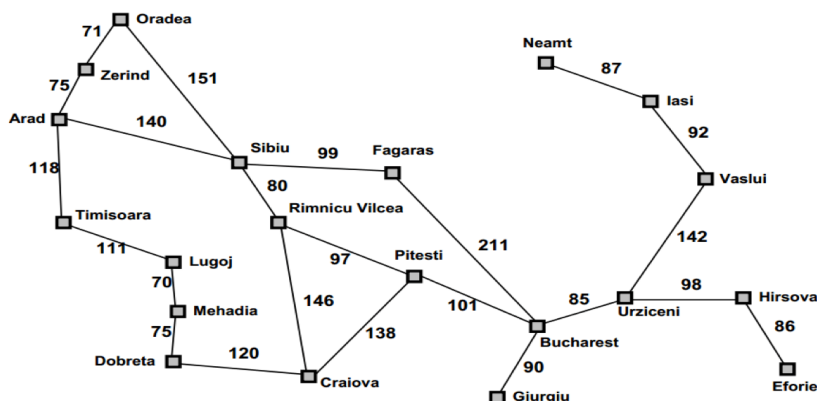 Oradea
71
Neamt
87
Zerind
75
151
Iasi
Arad
140
92
Sibiu
Fagaras
99
118
80
Vaslui
Timisoara
Rimnicu Vilcea
111
211
142
Lugoj
97
Pitesti
70
146
101
98
Hirsova
Mehadia
85
Urziceni
75
138
Bucharest
86
Dobreta
120
90
Craiova
Eforie
Giurgiu